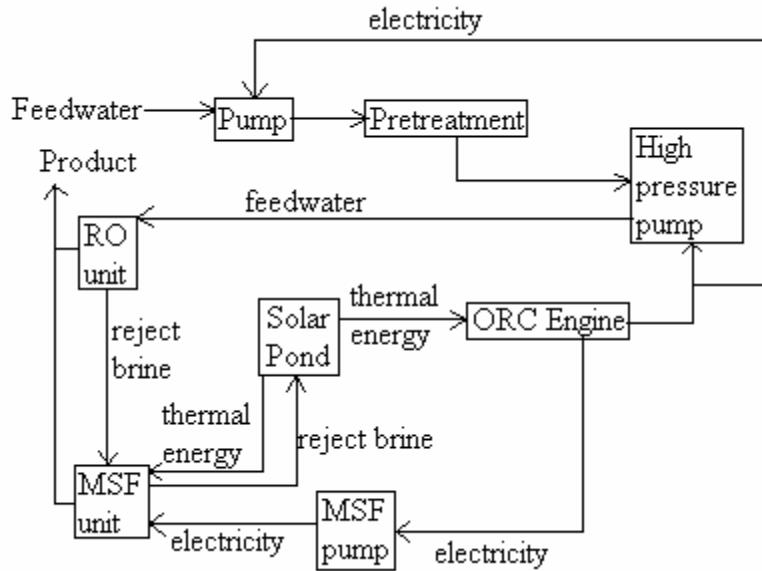 electricity
Feedwater
Pump
Pretreatment
Product
High
pressure
pump
feedwater
RO
unit
reject
brine
Solar
Pond
thermal
energy
ORC Engine
thermal
energy
reject brine
MSF
unit
electricity
MSF
pump
electricity